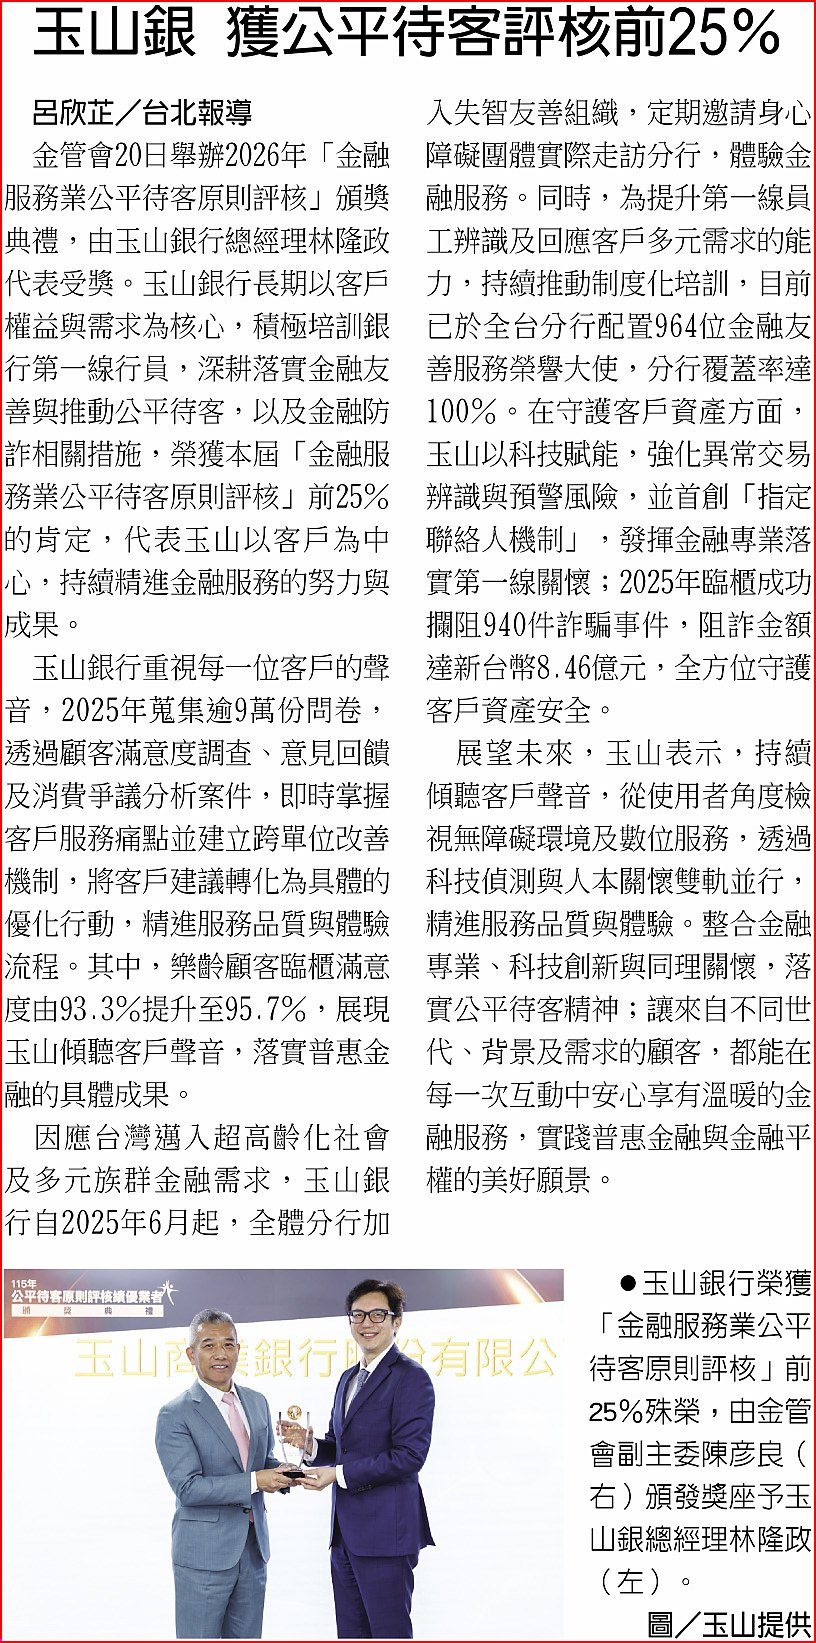 玉山銀 獲公平待客評核前25%
呂欣芷／台北報導
金管會20日舉辦2026年「金融
服務業公平待客原則評核」頒獎
典禮，由玉山銀行總經理林隆政
代表受獎。玉山銀行長期以客戶
權益與需求為核心，積極培訓銀
行第一線行員，深耕落實金融友
善與推動公平待客，以及金融防
詐相關措施，榮獲本屆「金融服
務業公平待客原則評核」前25%
的肯定，代表玉山以客戶為中
心，持續精進金融服務的努力與
成果。
玉山銀行重視每一位客戶的聲
音，2025年蒐集逾9萬份問卷，
透過顧客滿意度調查、意見回饋
及消費爭議分析案件，即時掌握
客戶服務痛點並建立跨單位改善
機制，將客戶建議轉化為具體的
優化行動，精進服務品質與體驗
流程。其中，樂齡顧客臨櫃滿意
度由93.3%提升至95.7%，展現
玉山傾聽客戶聲音，落實普惠金
融的具體成果。
因應台灣邁入超高齡化社會
及多元族群金融需求，玉山銀
行自2025年6月起，全體分行加
入失智友善組織，定期邀請身心
障礙團體實際走訪分行，體驗金
融服務。同時，為提升第一線員
工辨識及回應客戶多元需求的能
力，持續推動制度化培訓，目前
已於全台分行配置964位金融友
善服務榮譽大使，分行覆蓋率達
100%。在守護客戶資產方面，
玉山以科技賦能，強化異常交易
辨識與預警風險，並首創「指定
聯絡人機制」，發揮金融專業落
實第一線關懷；2025年臨櫃成功
攔阻940件詐騙事件，阻詐金額
達新台幣8.46億元，全方位守護
客戶資產安全。
展望未來，玉山表示，持續
傾聽客戶聲音，從使用者角度檢
視無障礙環境及數位服務，透過
科技偵測與人本關懷雙軌並行，
精進服務品質與體驗。整合金融
專業、科技創新與同理關懷，落
實公平待客精神；讓來自不同世
代、背景及需求的顧客，都能在
每一次互動中安心享有溫暖的金
融服務，實踐普惠金融與金融平
權的美好願景。
115年
公平待客原則評核績優業者
頒獎典禮
玉山商業銀行股份有限公
●玉山銀行榮獲
「金融服務業公平
待客原則評核」前
25%殊榮，由金管
會副主委陳彥良（
右）頒發獎座予玉
山銀總經理林隆政
（左）。
圖／玉山提供